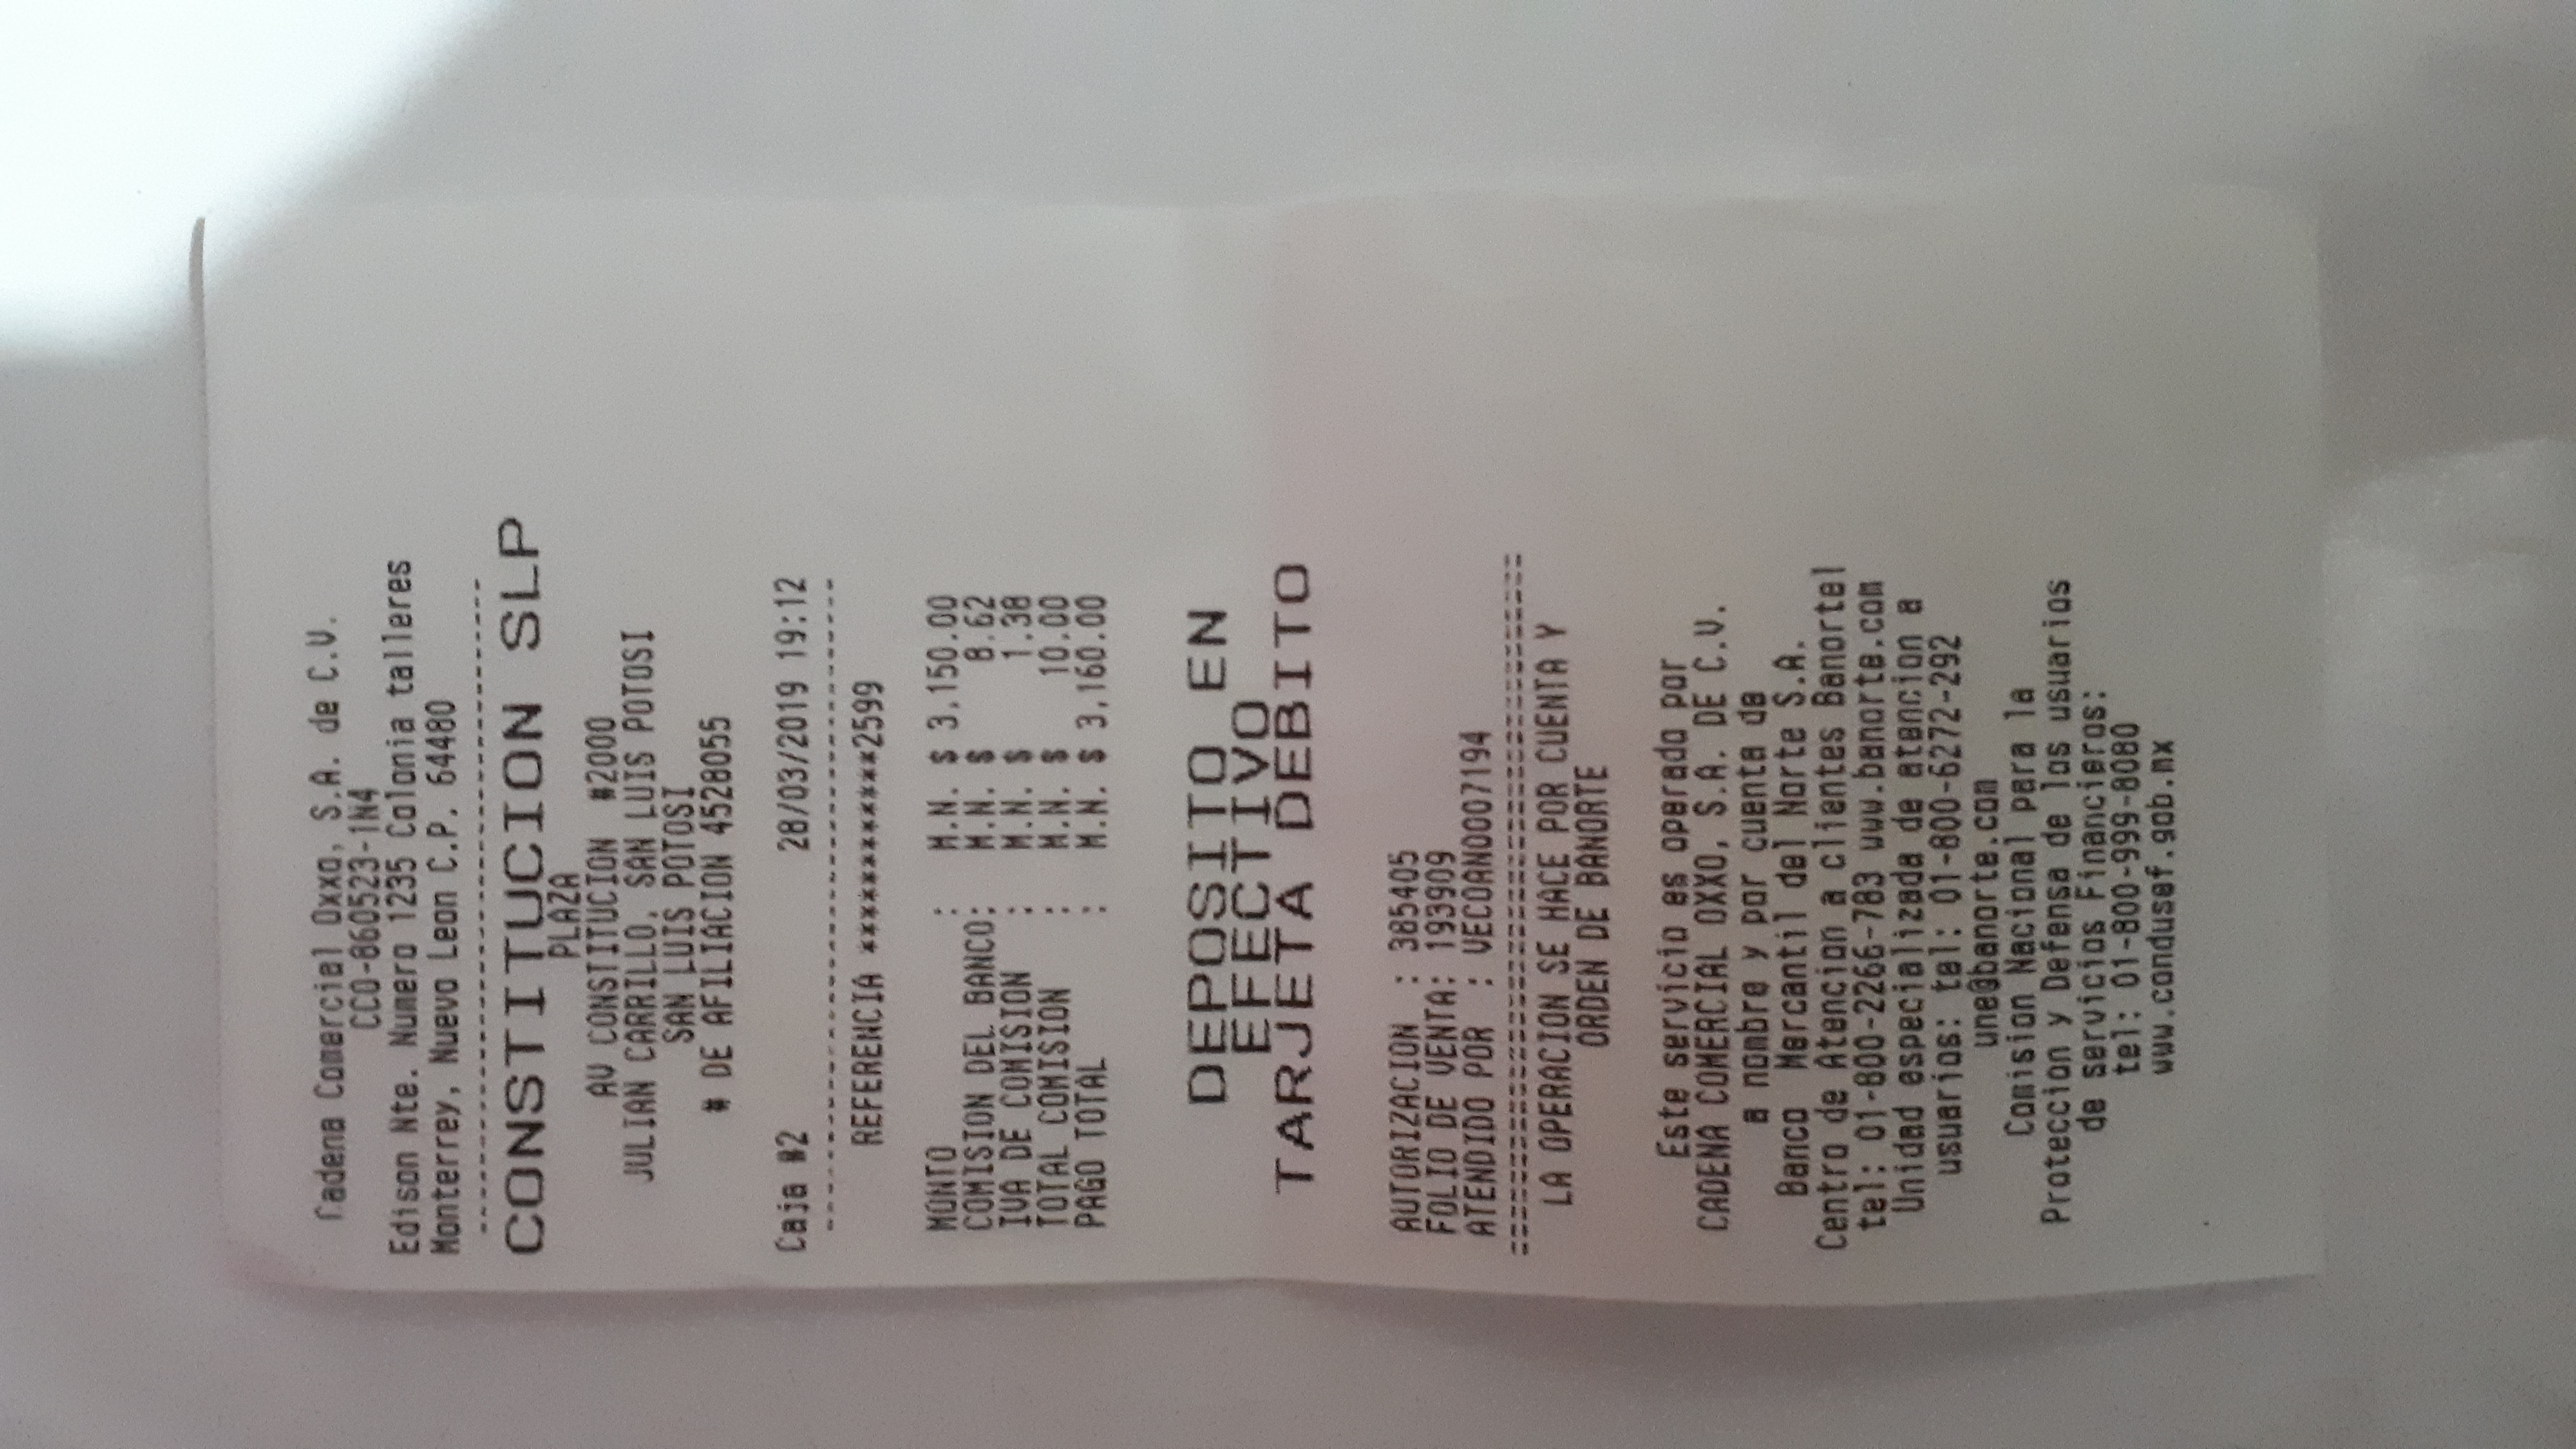 Cadena Comercial Oxxo, S.A. de C.V.
CCO-860523-1N4
Edison Nte. Numero 1235 Colonia talleres
Monterrey, Nuevo Leon C.P. 64480
------------------------------------
CONSTITUCION SLP
PLAZA
AV CONSTITUCION #2000
JULIAN CARRILLO, SAN LUIS POTOSI
SAN LUIS POTOSI
# DE AFILIACION 4528055
Caja #2 28/03/2019 19:12
------------------------------------
REFERENCIA ************2599
MONTO : M.N. $ 3,150.00
COMISION DEL BANCO: M.N. $ 8.62
IVA DE COMISION : M.N. $ 1.38
TOTAL COMISION : M.N. $ 10.00
PAGO TOTAL : M.N. $ 3,160.00
DEPOSITO EN
EFECTIVO
TARJETA DEBITO
AUTORIZACION : 385405
FOLIO DE VENTA: 193909
ATENDIDO POR : VECOAN0007194
========================================
LA OPERACION SE HACE POR CUENTA Y
ORDEN DE BANORTE
Este servicio es operado por
CADENA COMERCIAL OXXO, S.A. DE C.V.
a nombre y por cuenta de
Banco Mercantil del Norte S.A.
Centro de Atencion a clientes Banortel
tel: 01-800-2266-783 www.banorte.com
Unidad especializada de atencion a
usuarios: tel: 01-800-6272-292
une@banorte.com
Comision Nacional para la
Proteccion y Defensa de los usuarios
de servicios Financieros:
tel: 01-800-999-8080
www.condusef.gob.mx
.